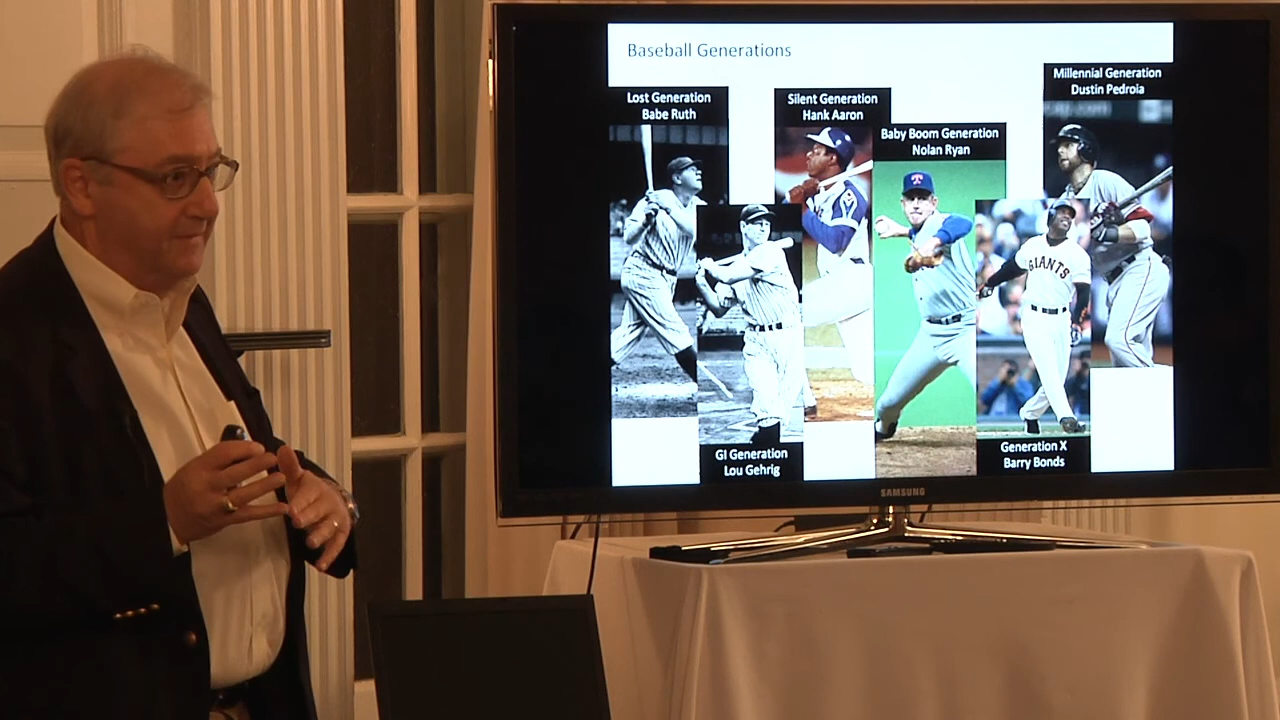 Baseball Generations
Lost Generation
Babe Ruth
GI Generation
Lou Gehrig
Silent Generation
Hank Aaron
Baby Boom Generation
Nolan Ryan
Generation X
Barry Bonds
Millennial Generation
Dustin Pedroia
GIANTS
T
SAMSUNG